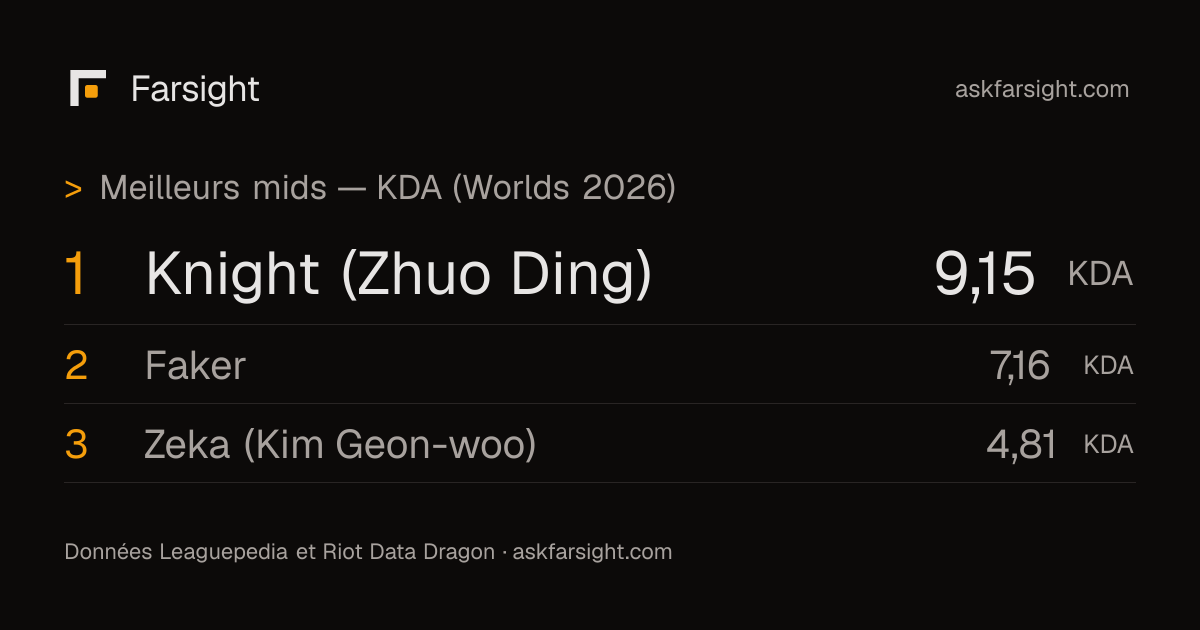 Farsight
askfarsight.com
> Meilleurs mids — KDA (Worlds 2026)
1 Knight (Zhuo Ding) 9,15 KDA
2 Faker 7,16 KDA
3 Zeka (Kim Geon-woo) 4,81 KDA
Données Leaguepedia et Riot Data Dragon · askfarsight.com